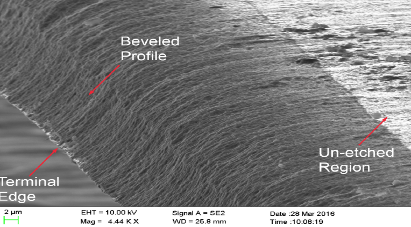 Beveled
Profile
Un-etched
Region
Terminal
Edge
2 µm
EHT = 10.00 kV
Signal A = SE2
Date :28 Mar 2016
Mag = 4.44 K X
WD = 25.8 mm
Time :10:08:19